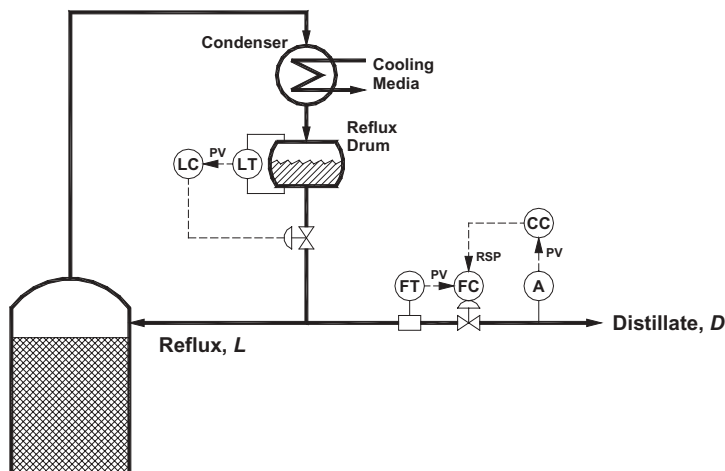 Condenser
Cooling
Media
Reflux
Drum
LC
PV
LT
CC
RSP
PV
FT
PV
FC
A
Distillate, D
Reflux, L